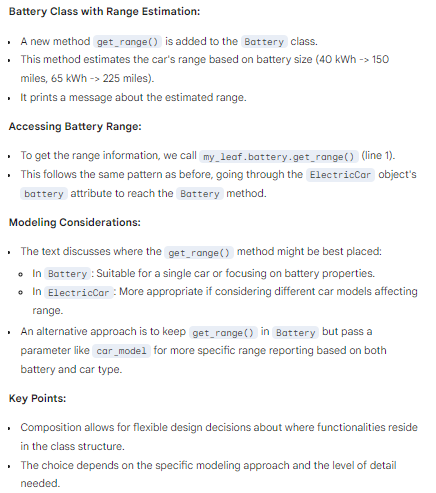 Battery Class with Range Estimation:
• A new method get_range() is added to the Battery class.
• This method estimates the car's range based on battery size (40 kWh -> 150
miles, 65 kWh -> 225 miles).
• It prints a message about the estimated range.
Accessing Battery Range:
• To get the range information, we call my_leaf.battery.get_range() (line 1).
• This follows the same pattern as before, going through the ElectricCar object's
battery attribute to reach the Battery method.
Modeling Considerations:
• The text discusses where the get_range() method might be best placed:
○ In Battery : Suitable for a single car or focusing on battery properties.
○ In ElectricCar : More appropriate if considering different car models affecting
range.
• An alternative approach is to keep get_range() in Battery but pass a
parameter like car_model for more specific range reporting based on both
battery and car type.
Key Points:
• Composition allows for flexible design decisions about where functionalities reside
in the class structure.
• The choice depends on the specific modeling approach and the level of detail
needed.